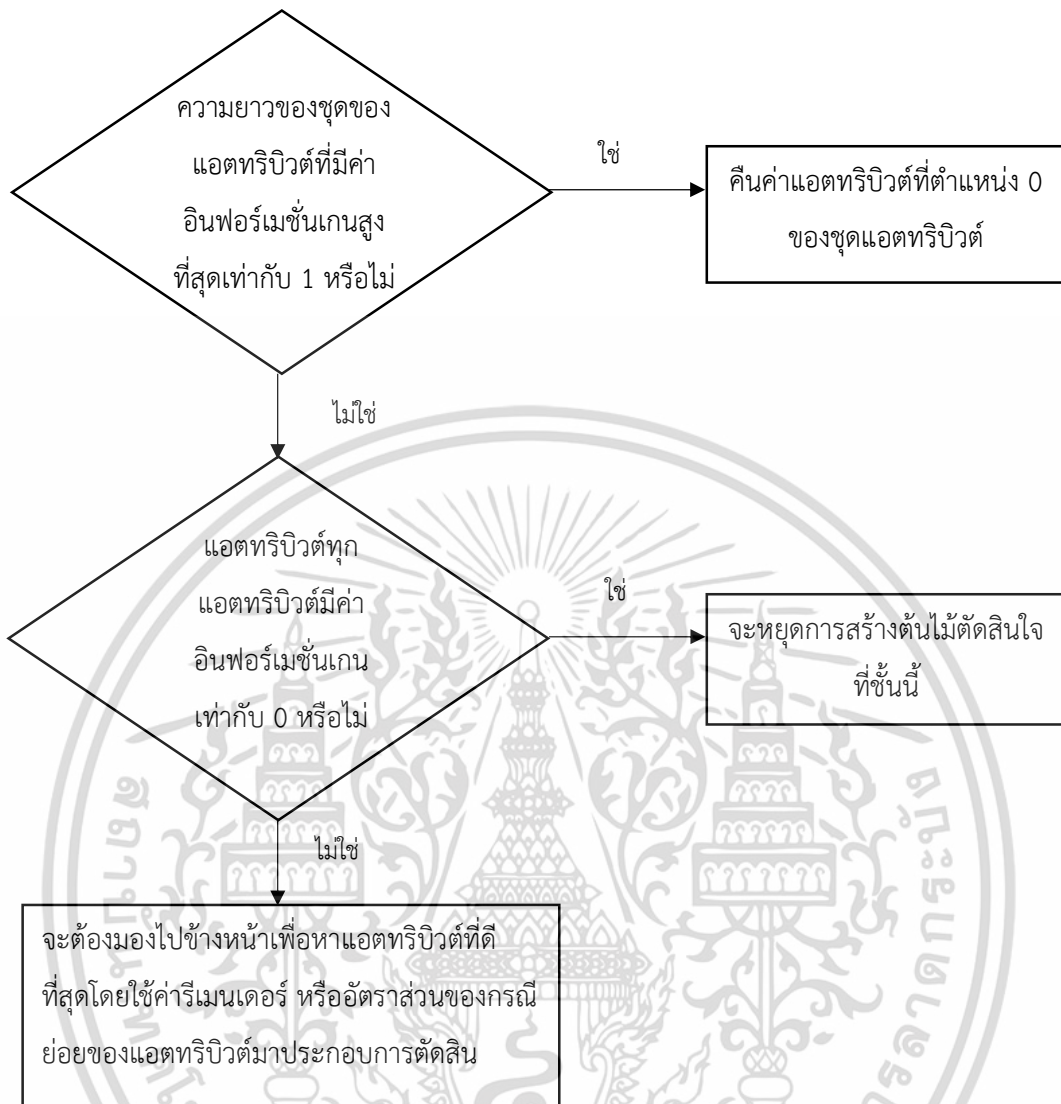 ความยาวของชุดของ
แอตทริบิวต์ที่มีค่า
อินฟอร์เมชั่นเกนสูง
ที่สุดเท่ากับ 1 หรือไม่
ใช่
คืนค่าแอตทริบิวต์ที่ตำแหน่ง 0
ของชุดแอตทริบิวต์
ไม่ใช่
แอตทริบิวต์ทุก
แอตทริบิวต์มีค่า
อินฟอร์เมชั่นเกน
เท่ากับ 0 หรือไม่
ใช่
จะหยุดการสร้างต้นไม้ตัดสินใจ
ที่ชั้นนี้
ไม่ใช่
จะต้องมองไปข้างหน้าเพื่อหาแอตทริบิวต์ที่ดี
ที่สุดโดยใช้ค่ารีเมนเดอร์ หรืออัตราส่วนของกรณี
ย่อยของแอตทริบิวต์มาประกอบการตัดสิน